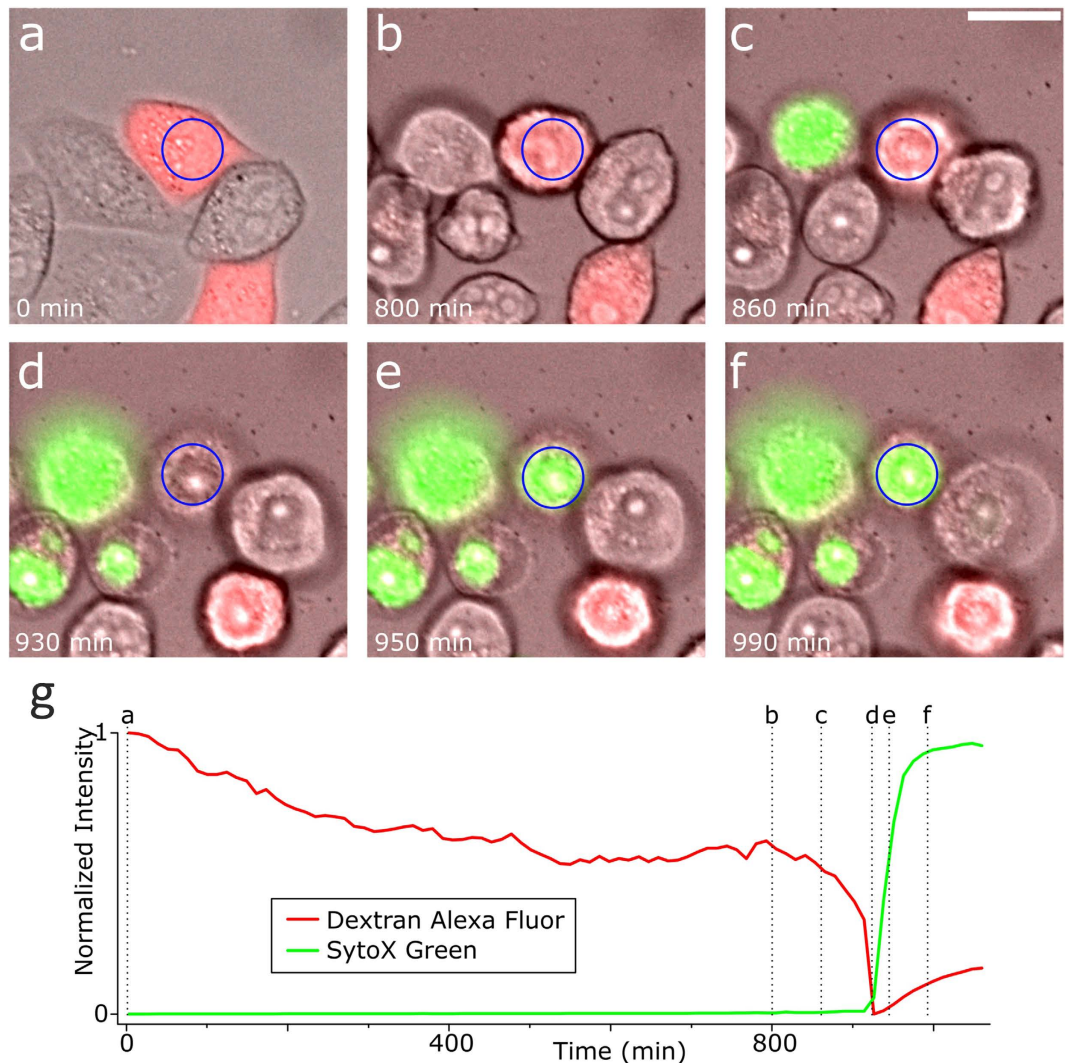 a
b
c
0 min
800 min
860 min
d
e
f
930 min
950 min
990 min
g
a b c d e f
1
Normalized Intensity
Dextran Alexa Fluor
SytoX Green
0
0 400 800
Time (min)